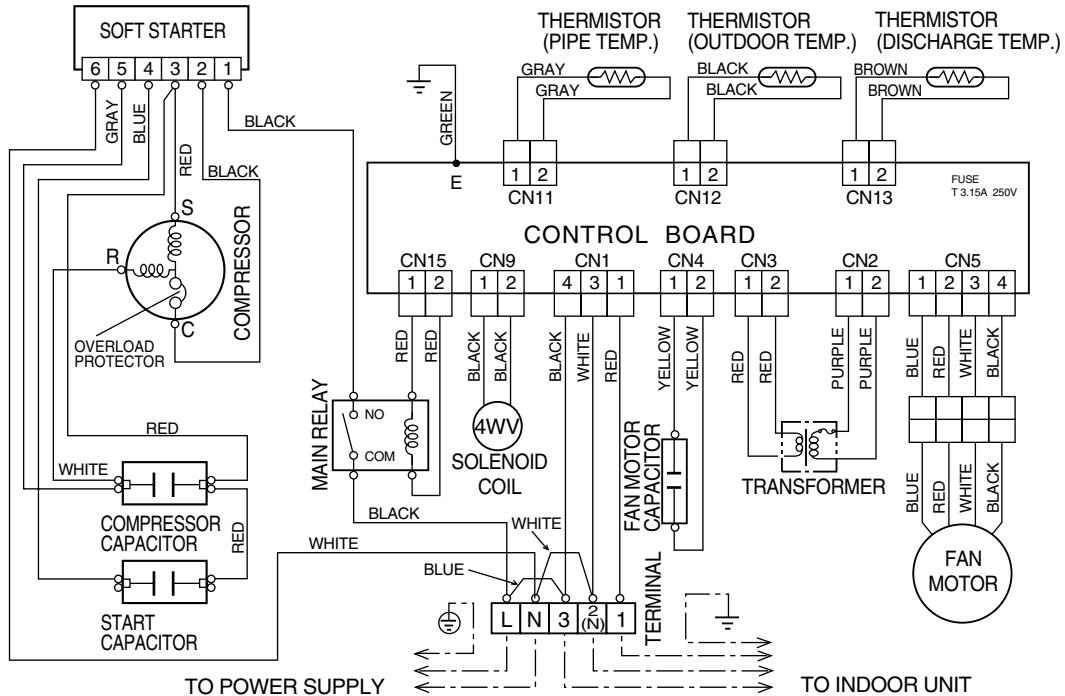 SOFT STARTER
6 5 4 3 2 1
GRAY
BLUE
RED
BLACK
BLACK
S
R
C
COMPRESSOR
OVERLOAD
PROTECTOR
RED
WHITE
COMPRESSOR
CAPACITOR
RED
START
CAPACITOR
THERMISTOR
(PIPE TEMP.)
GRAY
GRAY
THERMISTOR
(OUTDOOR TEMP.)
BLACK
BLACK
THERMISTOR
(DISCHARGE TEMP.)
BROWN
BROWN
GREEN
E
1 2
CN11
1 2
CN12
1 2
CN13
FUSE
T 3.15A 250V
CONTROL BOARD
CN15
1 2
CN9
1 2
CN1
4 3 1
CN4
1 2
CN3
1 2
CN2
1 2
CN5
1 2 3 4
RED
RED
BLACK
BLACK
BLACK
WHITE
RED
YELLOW
YELLOW
RED
RED
PURPLE
PURPLE
BLUE
RED
WHITE
BLACK
MAIN RELAY
NO
COM
4WV
SOLENOID
COIL
FAN MOTOR
CAPACITOR
TRANSFORMER
BLUE
RED
WHITE
BLACK
FAN
MOTOR
BLACK
WHITE
WHITE
BLUE
L N 3 2(N) 1
TERMINAL
TO POWER SUPPLY
TO INDOOR UNIT